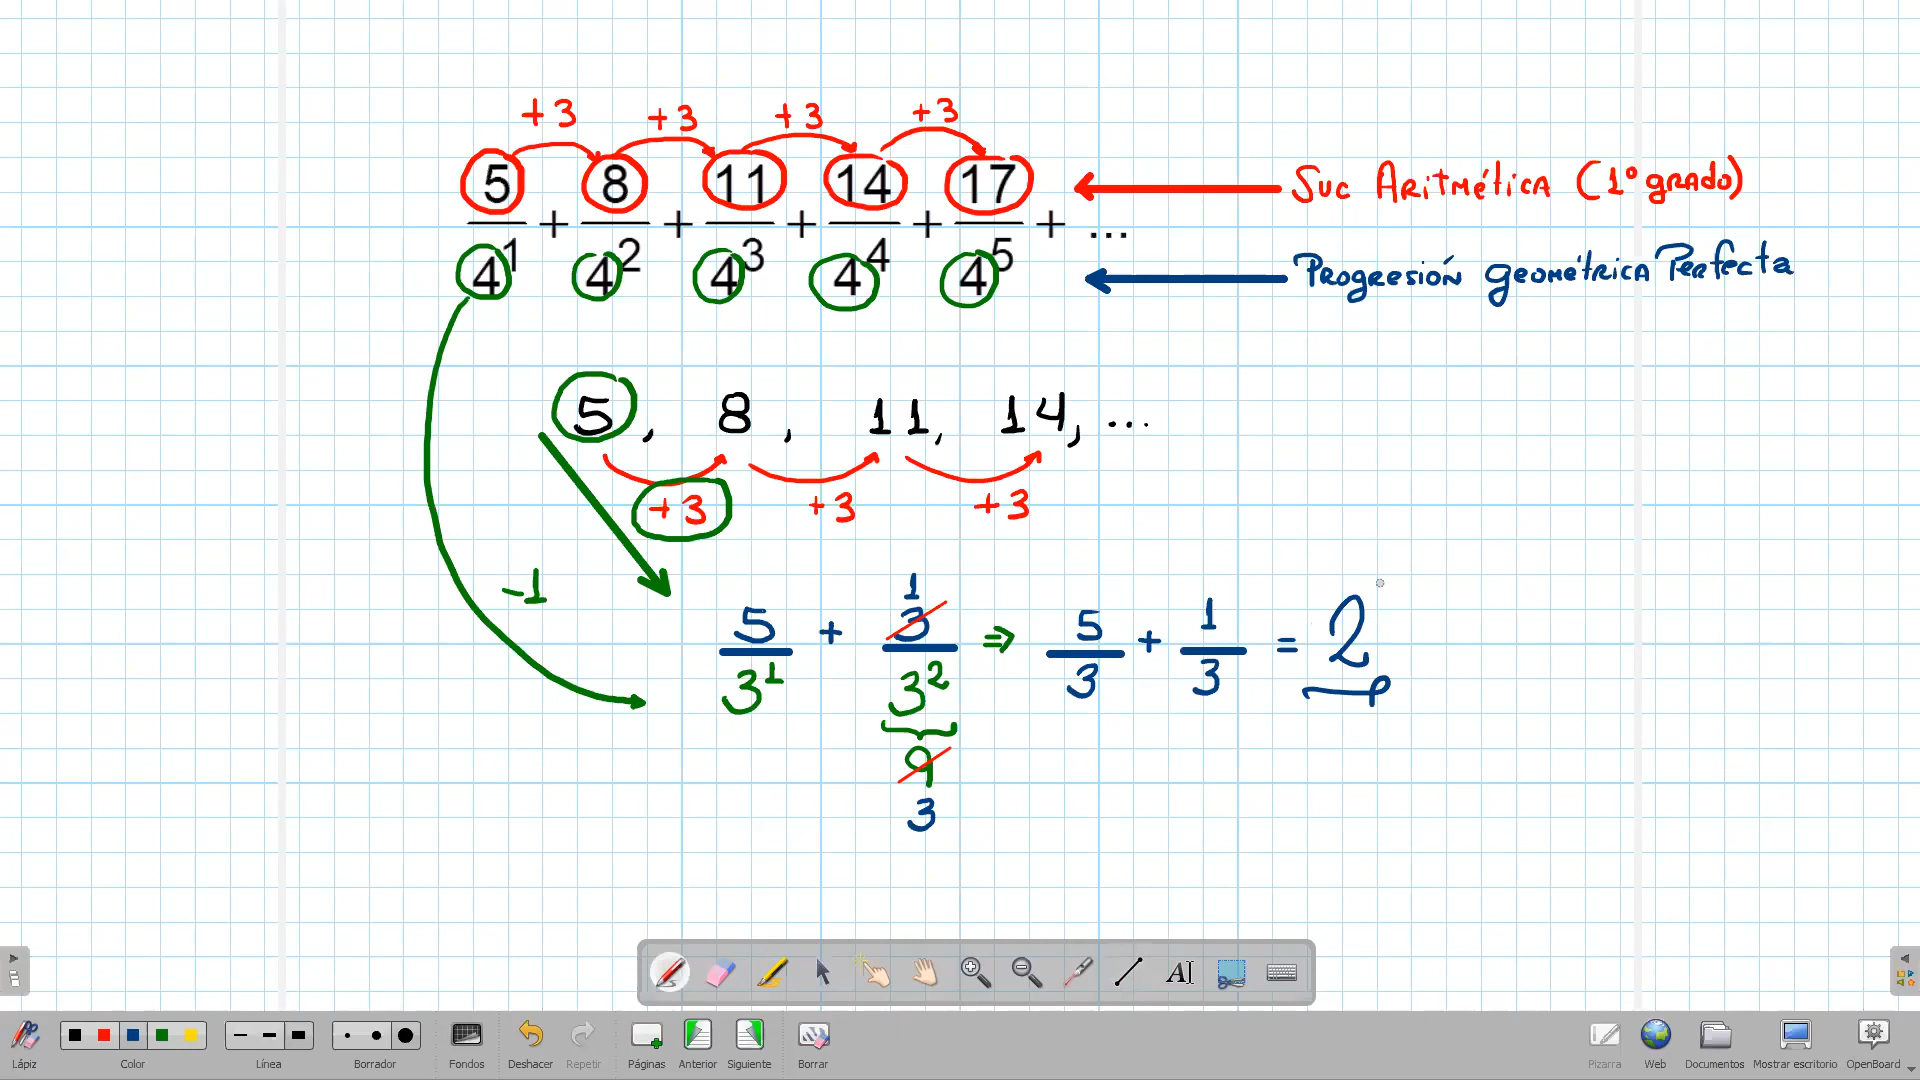 +3 +3 +3 +3
5 8 11 14 17
4^1 + 4^2 + 4^3 + 4^4 + 4^5 + ...
Suc Aritmética (1º grado)
Progresión geométrica Perfecta
5, 8, 11, 14, ...
+3 +3 +3
-1
1
5 + 3 ⇒ 5 + 1 = 2
3^1 3^2 3 3
9
3
AI
Lápiz Color Línea Borrador Fondos Deshacer Repetir Páginas Anterior Siguiente Borrar Pizarra Web Documentos Mostrar escritorio OpenBoard